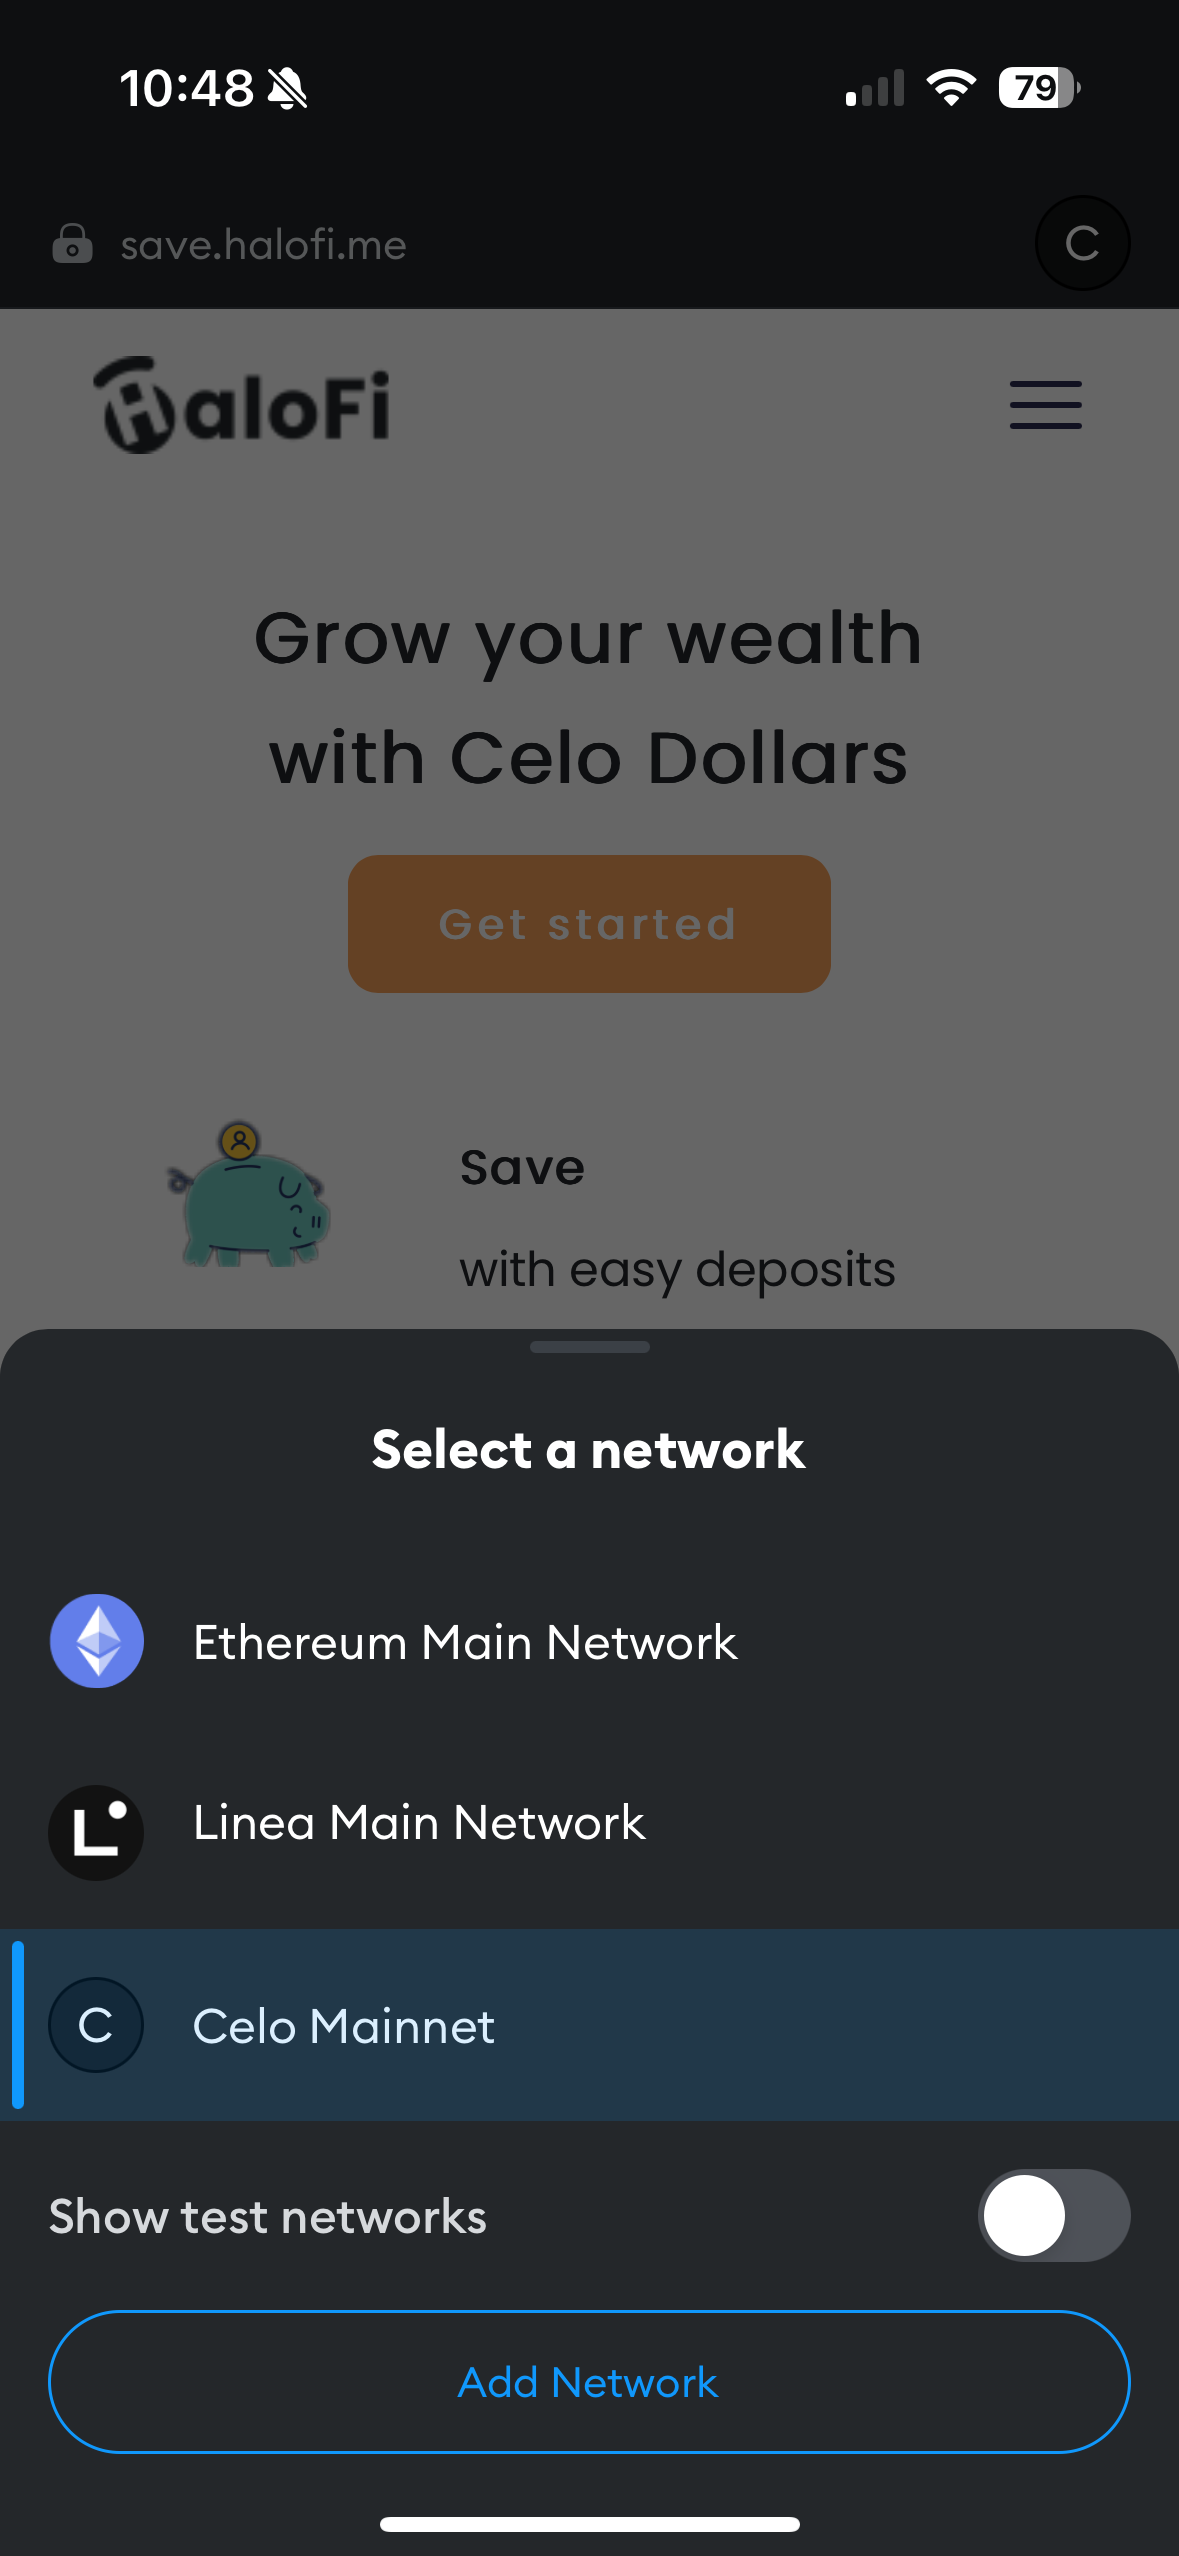 10:48
79
save.halofi.me
C
HaloFi
Grow your wealth
with Celo Dollars
Get started
Save
with easy deposits
Select a network
Ethereum Main Network
L
Linea Main Network
C
Celo Mainnet
Show test networks
Add Network